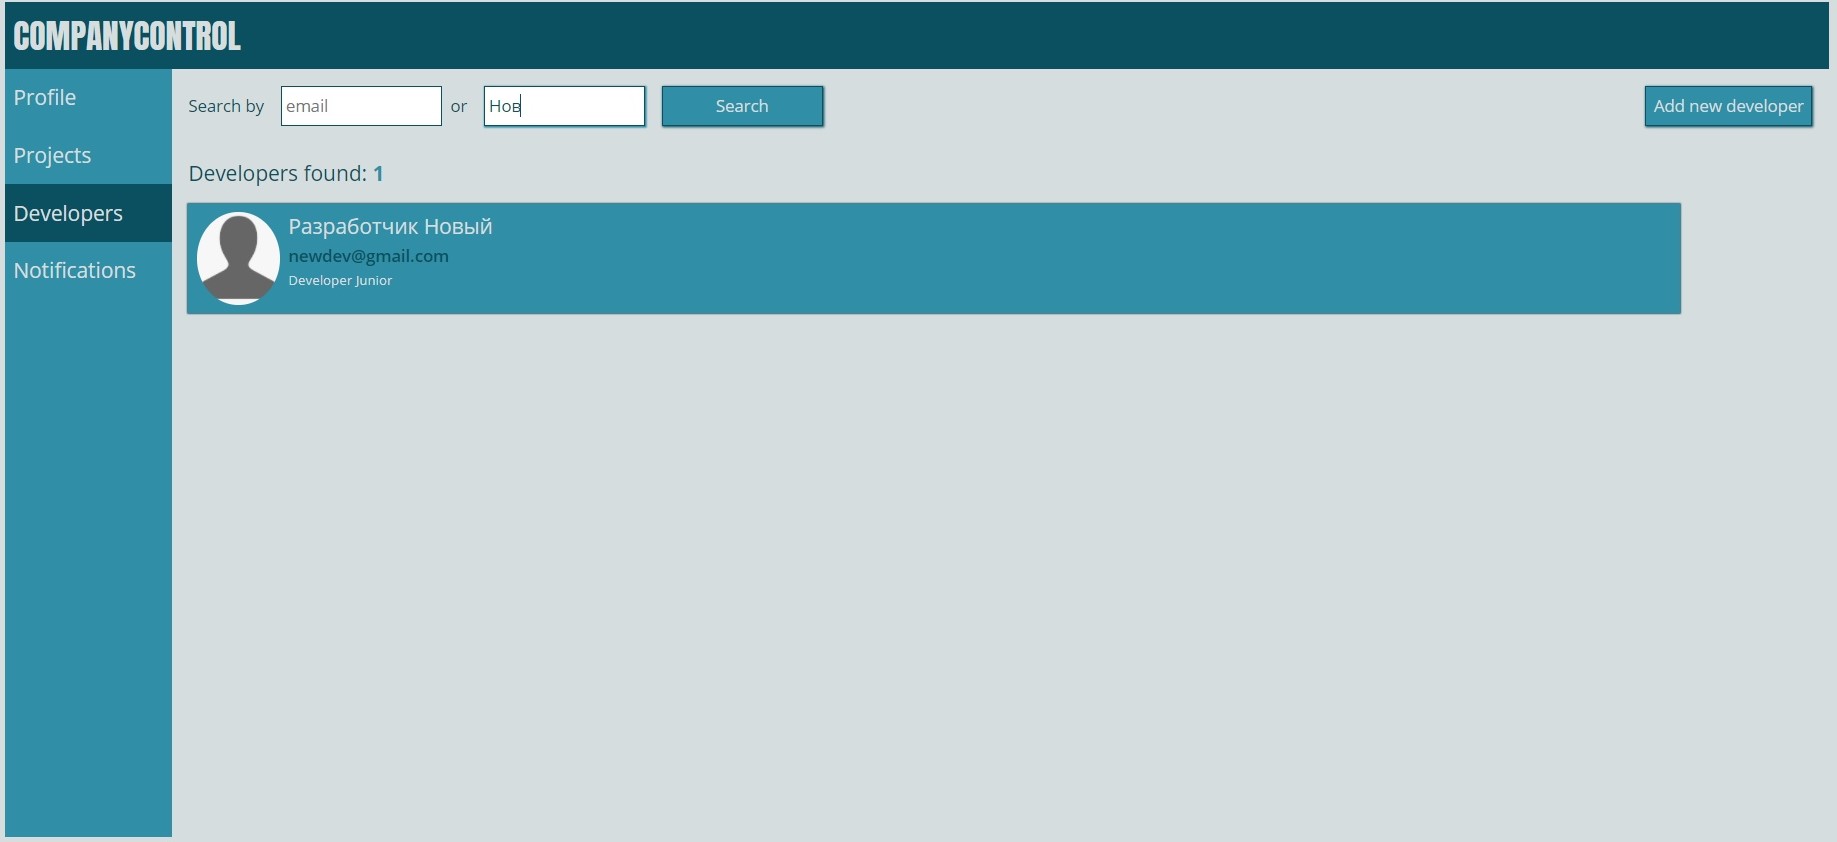 COMPANYCONTROL
Profile
Projects
Developers
Notifications
Search by email or Нов Search Add new developer
Developers found: 1
Разработчик Новый
newdev@gmail.com
Developer Junior